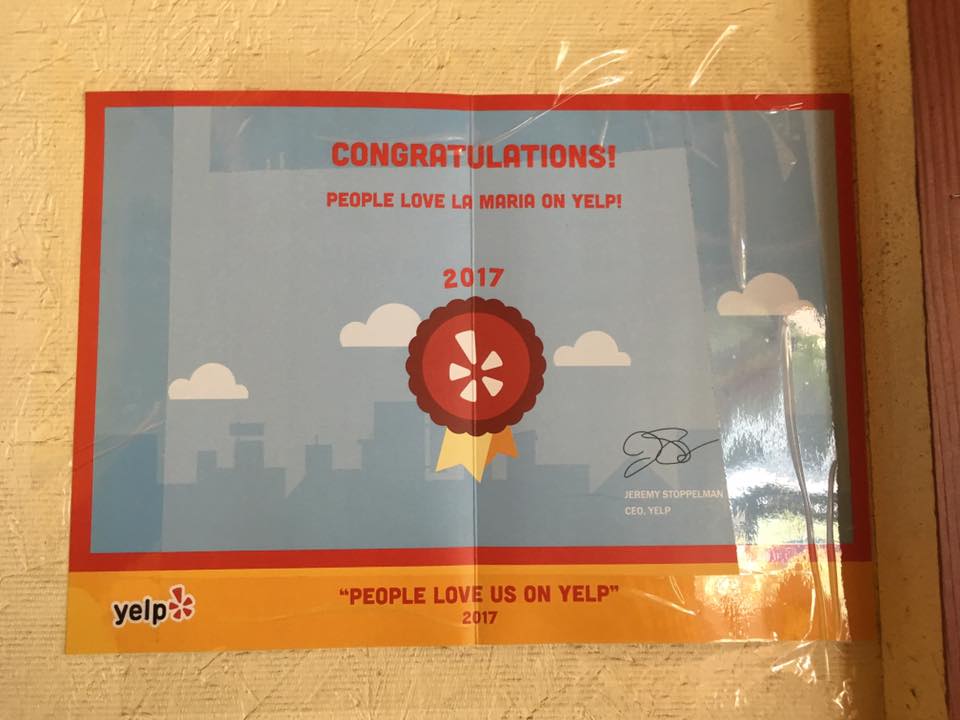 CONGRATULATIONS!
PEOPLE LOVE LA MARIA ON YELP!
2017
JEREMY STOPPELMAN
CEO, YELP
yelp
“PEOPLE LOVE US ON YELP”
2017